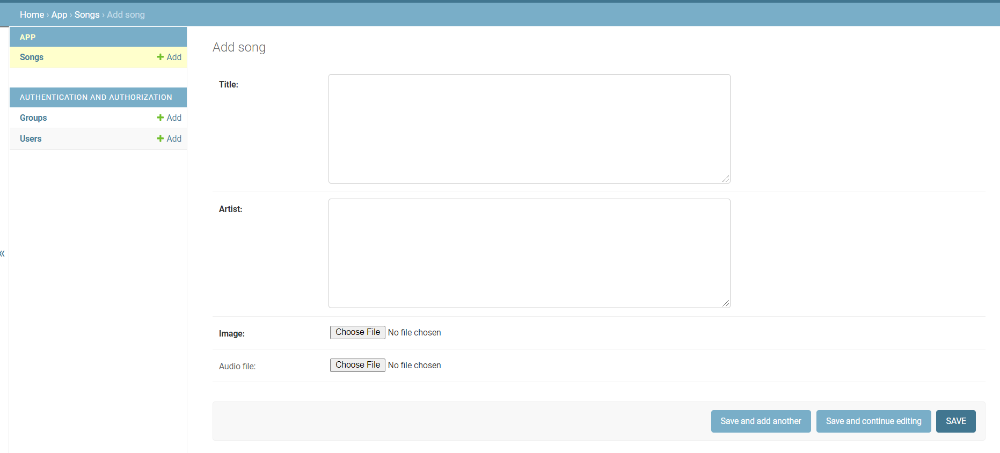 Home › App › Songs › Add song
APP
Songs
Add
AUTHENTICATION AND AUTHORIZATION
Groups
Add
Users
Add
«
Add song
Title:
Artist:
Image:
Choose File No file chosen
Audio file:
Choose File No file chosen
Save and add another
Save and continue editing
SAVE